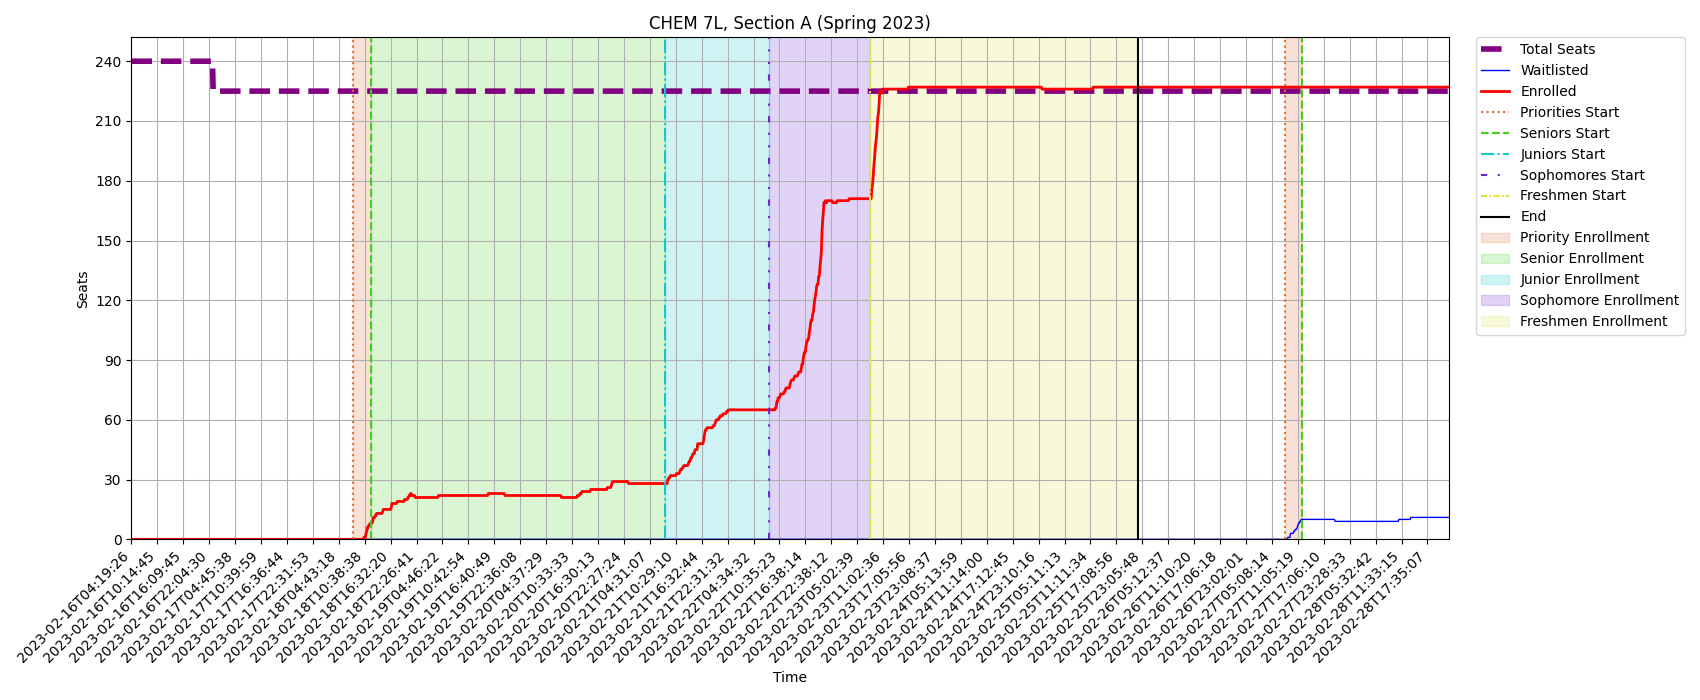 CHEM 7L, Section A (Spring 2023)
Total Seats
Waitlisted
Enrolled
Priorities Start
Seniors Start
Juniors Start
Sophomores Start
Freshmen Start
End
Priority Enrollment
Senior Enrollment
Junior Enrollment
Sophomore Enrollment
Freshmen Enrollment
Seats
240
210
180
150
120
90
60
30
0
2023-02-16T04:19:26
2023-02-16T10:14:45
2023-02-16T16:09:45
2023-02-16T22:04:30
2023-02-17T04:45:38
2023-02-17T10:39:59
2023-02-17T16:36:44
2023-02-17T22:31:53
2023-02-18T04:43:18
2023-02-18T10:38:38
2023-02-18T16:32:20
2023-02-18T22:26:41
2023-02-19T04:46:22
2023-02-19T10:42:54
2023-02-19T16:40:49
2023-02-19T22:36:08
2023-02-20T04:37:29
2023-02-20T10:33:33
2023-02-20T16:30:13
2023-02-20T22:27:24
2023-02-21T04:31:07
2023-02-21T10:29:10
2023-02-21T16:32:44
2023-02-21T22:31:32
2023-02-22T04:34:32
2023-02-22T10:35:23
2023-02-22T16:38:14
2023-02-22T22:38:12
2023-02-23T05:02:39
2023-02-23T11:02:36
2023-02-23T17:05:56
2023-02-23T23:08:37
2023-02-24T05:13:59
2023-02-24T11:14:00
2023-02-24T17:12:45
2023-02-24T23:10:16
2023-02-25T05:11:13
2023-02-25T11:11:34
2023-02-25T17:08:56
2023-02-25T23:05:48
2023-02-26T05:12:37
2023-02-26T11:10:20
2023-02-26T17:06:18
2023-02-26T23:02:01
2023-02-27T05:08:14
2023-02-27T11:05:19
2023-02-27T17:06:10
2023-02-27T23:28:33
2023-02-28T05:32:42
2023-02-28T11:33:15
2023-02-28T17:35:07
Time